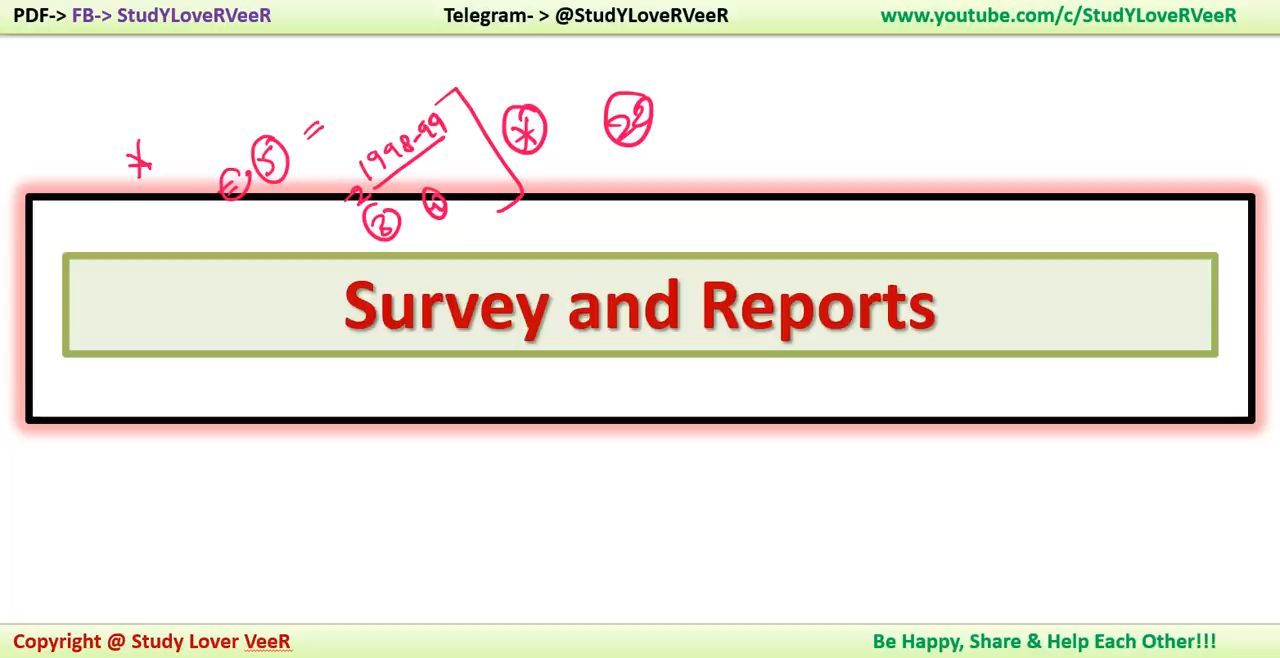 PDF-> FB-> StudYLoveRVeeR Telegram- > @StudYLoveRVeeR www.youtube.com/c/StudYLoveRVeeR
5 = 1998-99
Survey and Reports
Copyright @ Study Lover VeeR Be Happy, Share & Help Each Other!!!